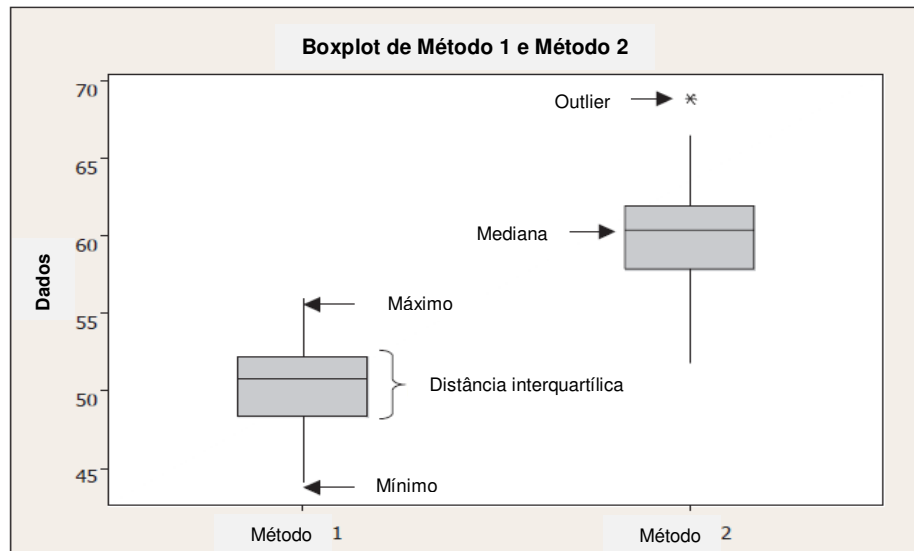 Boxplot de Método 1 e Método 2
70
Outlier
65
Mediana
60
Dados
55
Máximo
Distância interquartílica
50
Mínimo
45
Método 1
Método 2